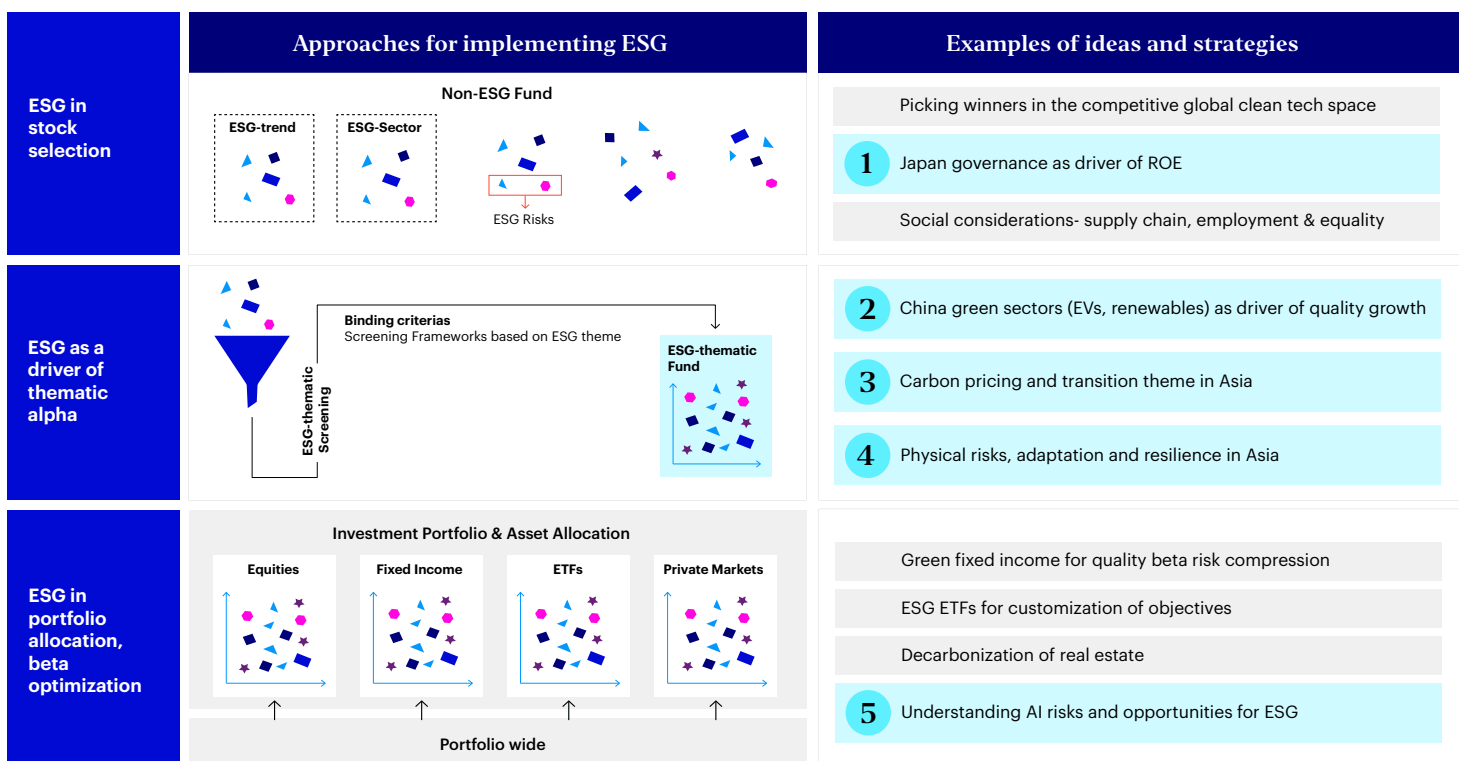 Approaches for implementing ESG
Examples of ideas and strategies
ESG in
stock
selection
Non-ESG Fund
ESG-trend
ESG-Sector
ESG Risks
Picking winners in the competitive global clean tech space
1
Japan governance as driver of ROE
Social considerations- supply chain, employment & equality
ESG as a
driver of
thematic
alpha
ESG-thematic
Screening
Binding criterias
Screening Frameworks based on ESG theme
ESG-thematic
Fund
2
China green sectors (EVs, renewables) as driver of quality growth
3
Carbon pricing and transition theme in Asia
4
Physical risks, adaptation and resilience in Asia
ESG in
portfolio
allocation,
beta
optimization
Investment Portfolio & Asset Allocation
Equities
Fixed Income
ETFs
Private Markets
Portfolio wide
Green fixed income for quality beta risk compression
ESG ETFs for customization of objectives
Decarbonization of real estate
5
Understanding AI risks and opportunities for ESG